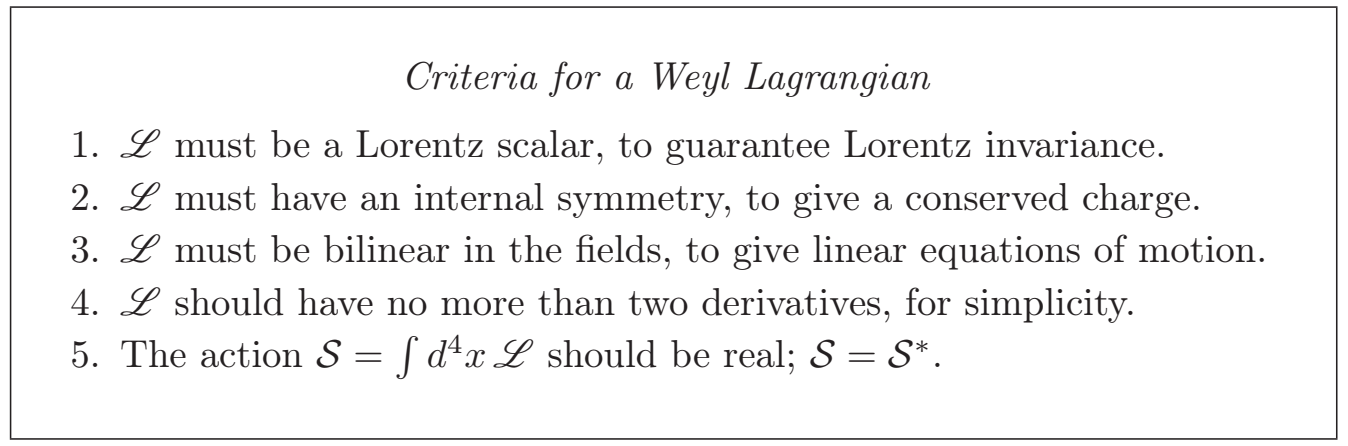 Criteria for a Weyl Lagrangian
1. ℒ must be a Lorentz scalar, to guarantee Lorentz invariance.
2. ℒ must have an internal symmetry, to give a conserved charge.
3. ℒ must be bilinear in the fields, to give linear equations of motion.
4. ℒ should have no more than two derivatives, for simplicity.
5. The action 𝒮 = ∫ d⁴x ℒ should be real; 𝒮 = 𝒮*.